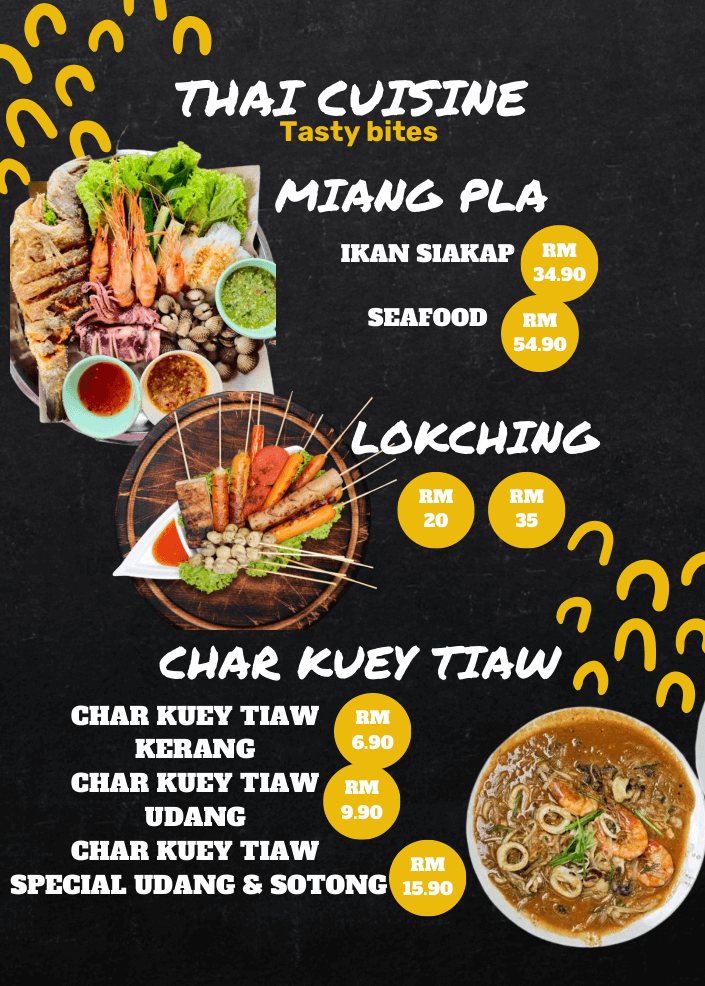 THAI CUISINE
Tasty bites
MIANG PLA
IKAN SIAKAP
RM
34.90
SEAFOOD
RM
54.90
LOKCHING
RM
20
RM
35
CHAR KUEY TIAW
CHAR KUEY TIAW
KERANG
RM
6.90
CHAR KUEY TIAW
UDANG
RM
9.90
CHAR KUEY TIAW
SPECIAL UDANG & SOTONG
RM
15.90